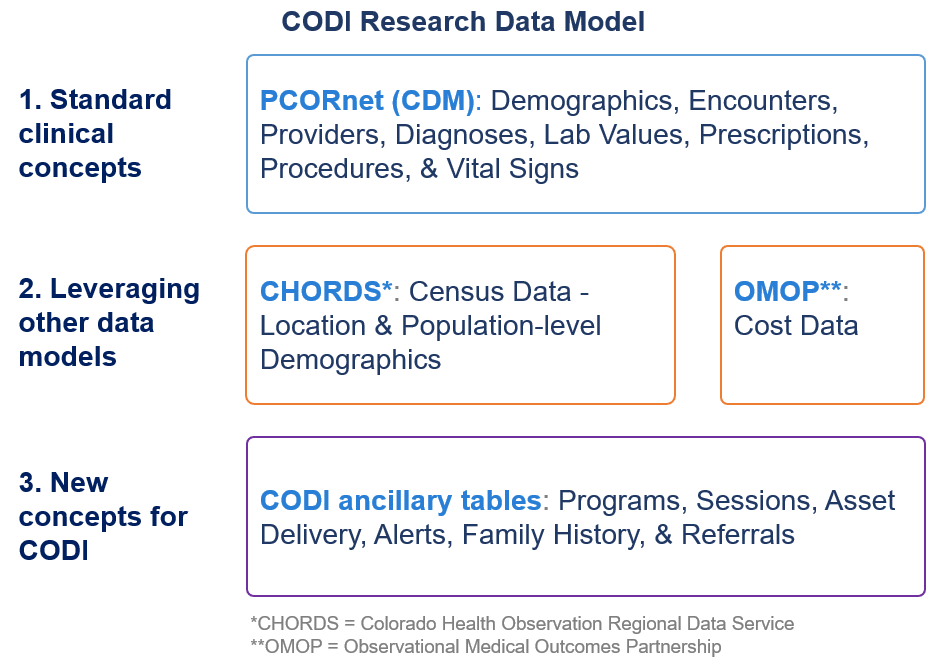 CODI Research Data Model
1. Standard
clinical
concepts
PCORnet (CDM): Demographics, Encounters,
Providers, Diagnoses, Lab Values, Prescriptions,
Procedures, & Vital Signs
2. Leveraging
other data
models
CHORDS*: Census Data -
Location & Population-level
Demographics
OMOP**:
Cost Data
3. New
concepts for
CODI
CODI ancillary tables: Programs, Sessions, Asset
Delivery, Alerts, Family History, & Referrals
*CHORDS = Colorado Health Observation Regional Data Service
**OMOP = Observational Medical Outcomes Partnership